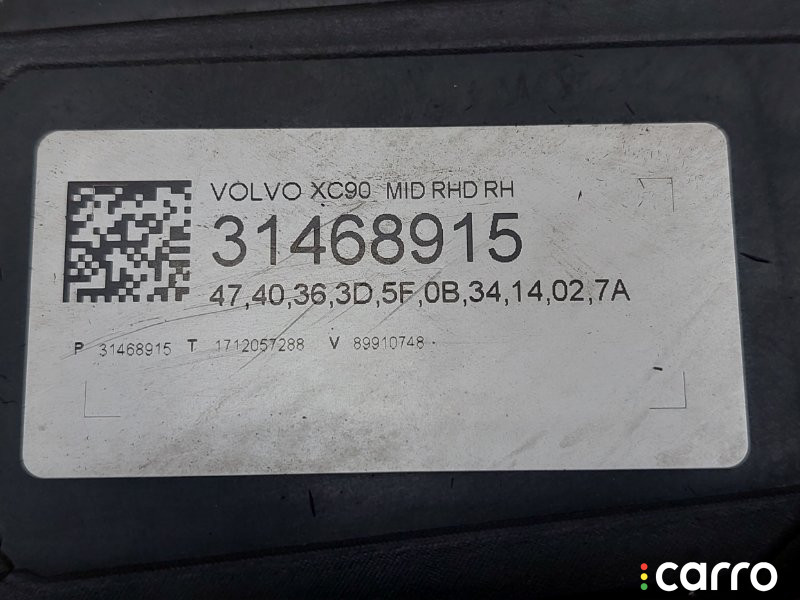 VOLVO XC90 MID RHD RH
31468915
47,40,36,3D,5F,0B,34,14,02,7A
P 31468915 T 1712057288 V 89910748
carro